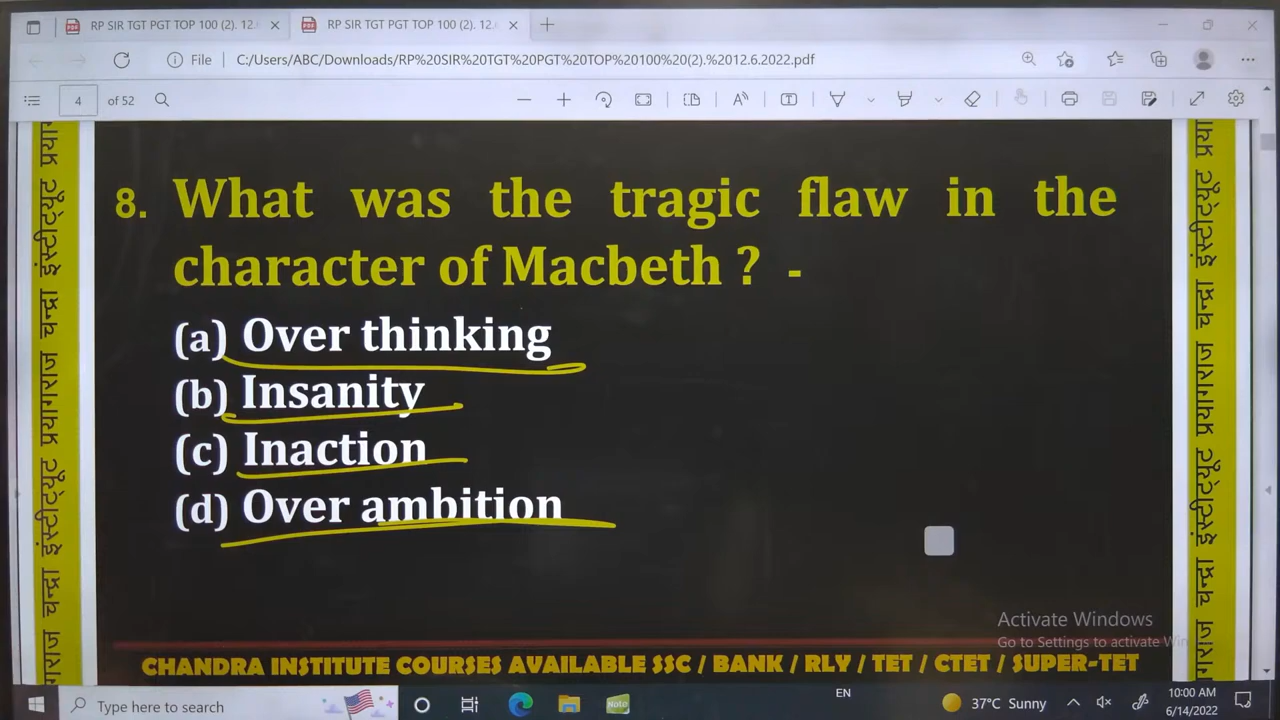 RP SIR TGT PGT TOP 100 (2). 12.
RP SIR TGT PGT TOP 100 (2). 12.6
File
C:/Users/ABC/Downloads/RP%20SIR%20TGT%20PGT%20TOP%20100%20(2).%2012.6.2022.pdf
4 of 52
8. What was the tragic flaw in the
character of Macbeth ? -
(a) Over thinking
(b) Insanity
(c) Inaction
(d) Over ambition
चन्द्रा इंस्टीट्यूट प्रयागराज
चन्द्रा इंस्टीट्यूट प्रयागराज
Activate Windows
Go to Settings to activate Win
CHANDRA INSTITUTE COURSES AVAILABLE SSC / BANK / RLY / TET / CTET / SUPER-TET
Type here to search
EN
37°C Sunny
10:00 AM
6/14/2022